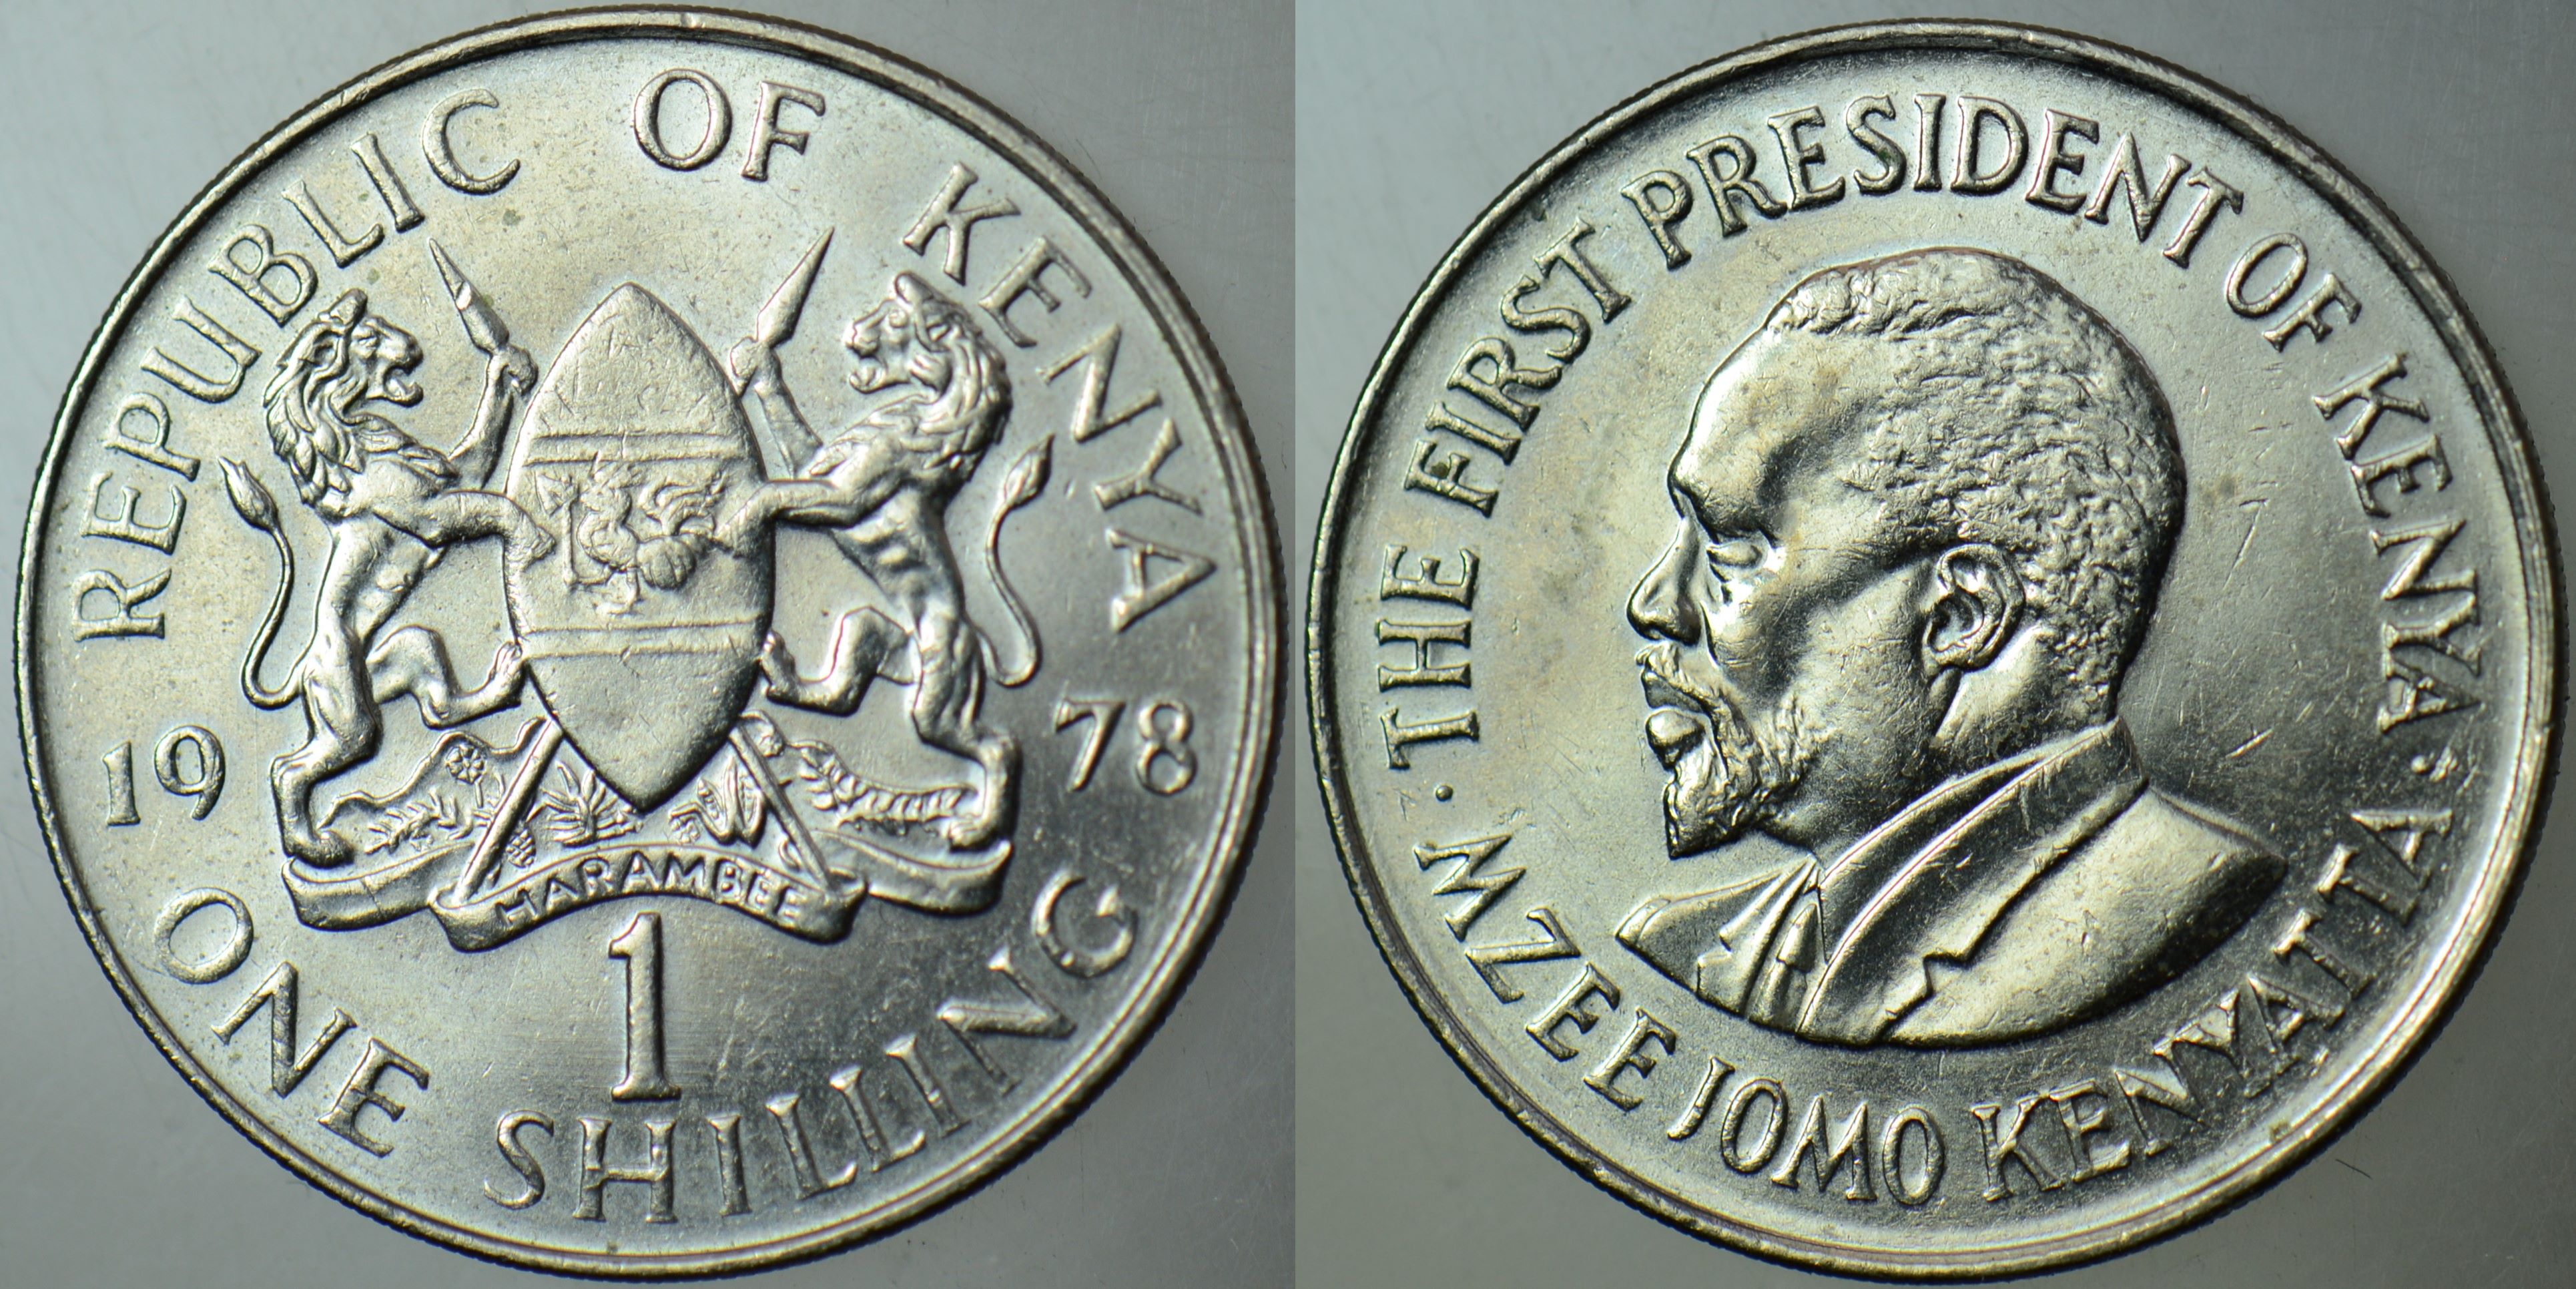 REPUBLIC OF KENYA
19 78
HARAMBEE
1
ONE SHILLING
· THE FIRST PRESIDENT OF KENYA ·
MZEE JOMO KENYATTA